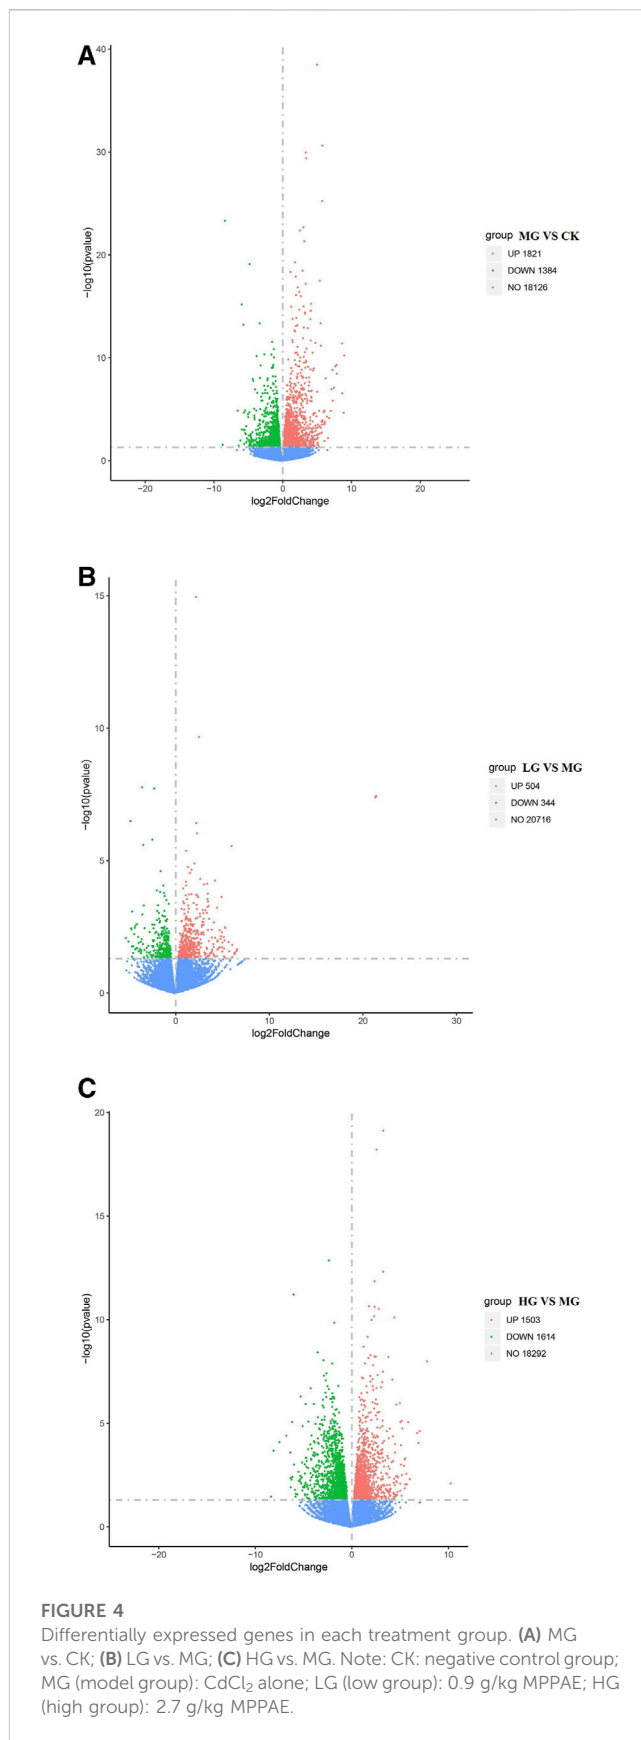 A
40
30
20
10
0
−log10(pvalue)
−20 −10 0 10 20
log2FoldChange
group MG VS CK
UP 1821
DOWN 1384
NO 18126
B
15
10
5
0
−log10(pvalue)
0 10 20 30
log2FoldChange
group LG VS MG
UP 504
DOWN 344
NO 20716
C
20
15
10
5
0
−log10(pvalue)
−20 −10 0 10
log2FoldChange
group HG VS MG
UP 1503
DOWN 1614
NO 18292
FIGURE 4
Differentially expressed genes in each treatment group. (A) MG
vs. CK; (B) LG vs. MG; (C) HG vs. MG. Note: CK: negative control group;
MG (model group): CdCl₂ alone; LG (low group): 0.9 g/kg MPPAE; HG
(high group): 2.7 g/kg MPPAE.